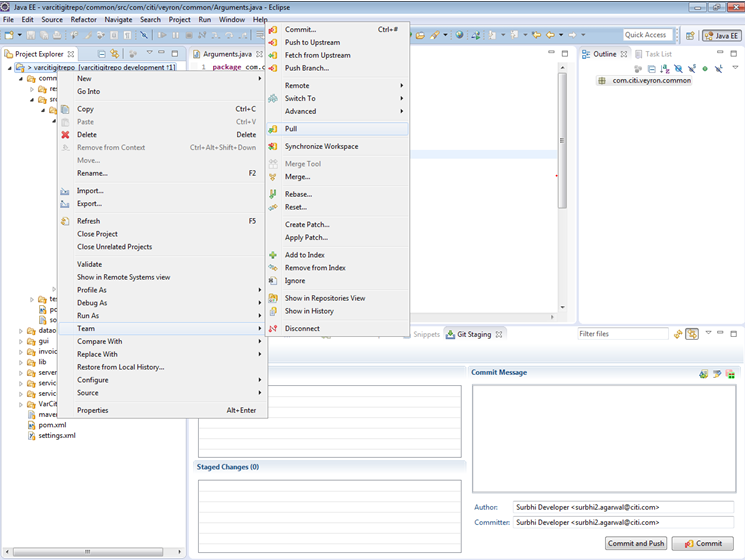 Java EE - varcitigitrepo/common/src/com/citi/veyron/common/Arguments.java - Eclipse
File Edit Source Refactor Navigate Search Project Run Window Help
Quick Access Java EE
Project Explorer
Arguments.java
Outline Task List
> varcitigitrepo [varcitigitrepo development ↑1]
1 package com.c
com.citi.veyron.common
comm
res
src
New
Go Into
Copy Ctrl+C
Paste Ctrl+V
Delete Delete
Remove from Context Ctrl+Alt+Shift+Down
Move...
Rename... F2
Import...
Export...
Refresh F5
Close Project
Close Unrelated Projects
Validate
Show in Remote Systems view
Profile As
Debug As
Run As
Team
Compare With
Replace With
Restore from Local History...
Configure
Source
Properties Alt+Enter
Commit... Ctrl+#
Push to Upstream
Fetch from Upstream
Push Branch...
Remote
Switch To
Advanced
Pull
Synchronize Workspace
Merge Tool
Merge...
Rebase...
Reset...
Create Patch...
Apply Patch...
Add to Index
Remove from Index
Ignore
Show in Repositories View
Show in History
Disconnect
tes
po
so
datao
gui
invoic
lib
server
servic
servic
VarCit
maver
pom.xml
settings.xml
Snippets Git Staging
Filter files
Commit Message
Staged Changes (0)
Author: Surbhi Developer <surbhi2.agarwal@citi.com>
Committer: Surbhi Developer <surbhi2.agarwal@citi.com>
Commit and Push Commit